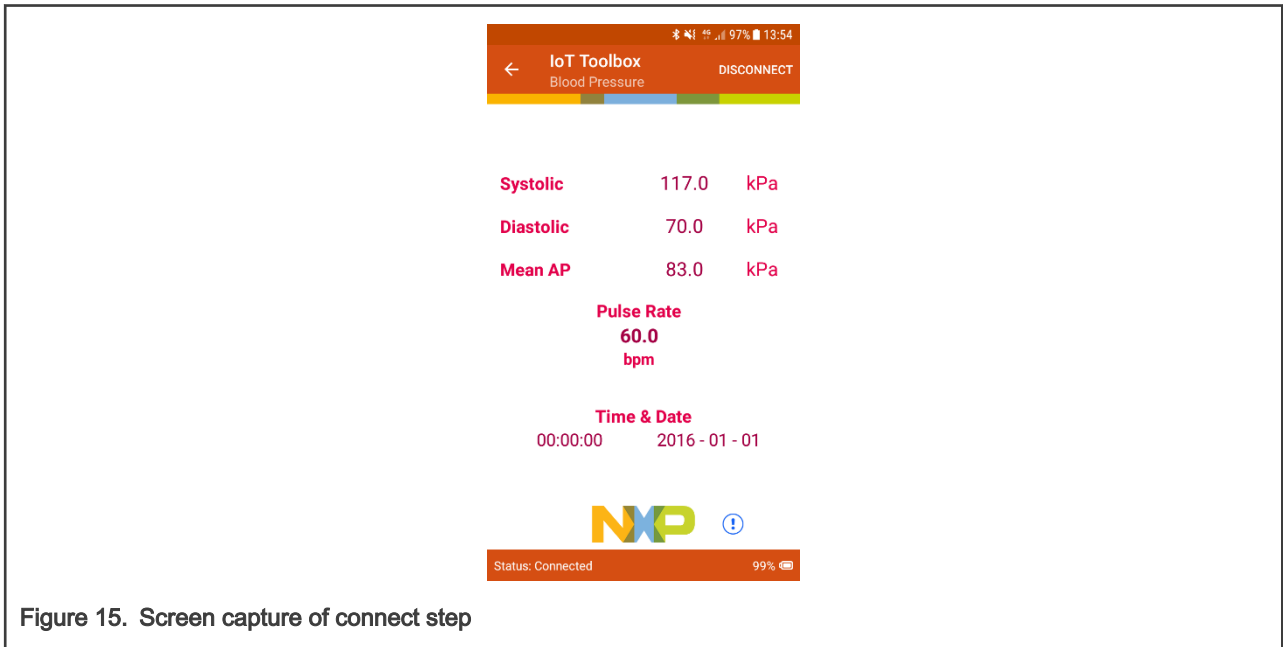 4G 97% 13:54
IoT Toolbox
Blood Pressure
DISCONNECT
Systolic 117.0 kPa
Diastolic 70.0 kPa
Mean AP 83.0 kPa
Pulse Rate
60.0
bpm
Time & Date
00:00:00 2016 - 01 - 01
NXP
Status: Connected 99%
Figure 15. Screen capture of connect step